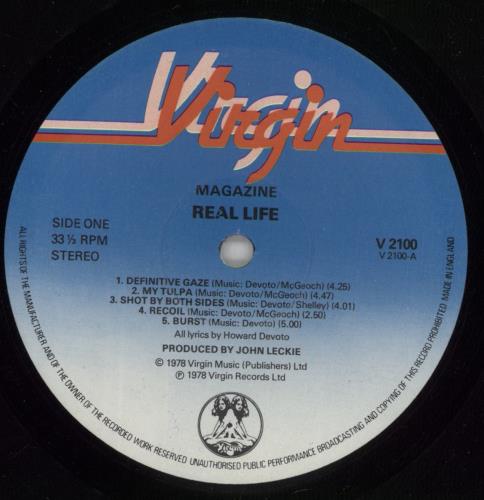 Virgin
MAGAZINE
REAL LIFE
SIDE ONE
33 ⅓ RPM
STEREO
V 2100
V 2100-A
1. DEFINITIVE GAZE (Music: Devoto/McGeoch) (4.25)
2. MY TULPA (Music: Devoto/McGeoch) (4.47)
3. SHOT BY BOTH SIDES (Music: Devoto/Shelley) (4.01)
4. RECOIL (Music: Devoto/McGeoch) (2.50)
5. BURST (Music: Devoto) (5.00)
All lyrics by Howard Devoto
PRODUCED BY JOHN LECKIE
© 1978 Virgin Music (Publishers) Ltd
℗ 1978 Virgin Records Ltd
Virgin
ALL RIGHTS OF THE MANUFACTURER AND OF THE OWNER OF THE RECORDED WORK RESERVED UNAUTHORISED PUBLIC PERFORMANCE BROADCASTING AND COPYING OF THIS RECORD PROHIBITED MADE IN ENGLAND